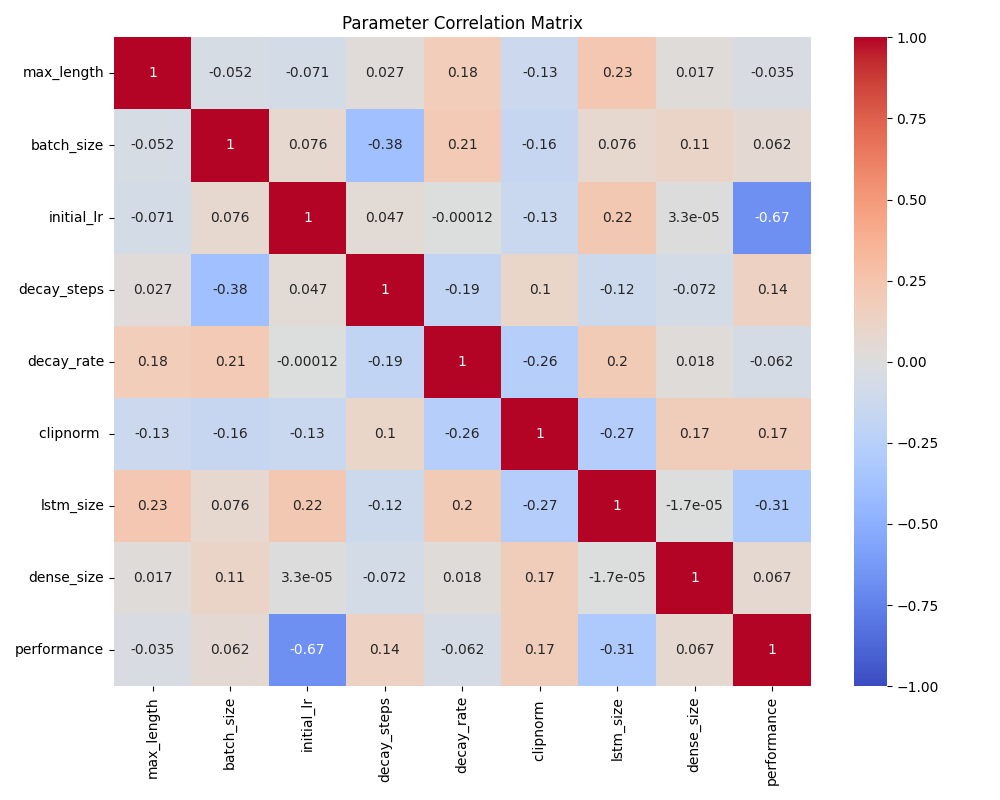 Parameter Correlation Matrix
max_length 1 -0.052 -0.071 0.027 0.18 -0.13 0.23 0.017 -0.035
batch_size -0.052 1 0.076 -0.38 0.21 -0.16 0.076 0.11 0.062
initial_lr -0.071 0.076 1 0.047 -0.00012 -0.13 0.22 3.3e-05 -0.67
decay_steps 0.027 -0.38 0.047 1 -0.19 0.1 -0.12 -0.072 0.14
decay_rate 0.18 0.21 -0.00012 -0.19 1 -0.26 0.2 0.018 -0.062
clipnorm -0.13 -0.16 -0.13 0.1 -0.26 1 -0.27 0.17 0.17
lstm_size 0.23 0.076 0.22 -0.12 0.2 -0.27 1 -1.7e-05 -0.31
dense_size 0.017 0.11 3.3e-05 -0.072 0.018 0.17 -1.7e-05 1 0.067
performance -0.035 0.062 -0.67 0.14 -0.062 0.17 -0.31 0.067 1
max_length batch_size initial_lr decay_steps decay_rate clipnorm lstm_size dense_size performance
1.00
0.75
0.50
0.25
0.00
−0.25
−0.50
−0.75
−1.00